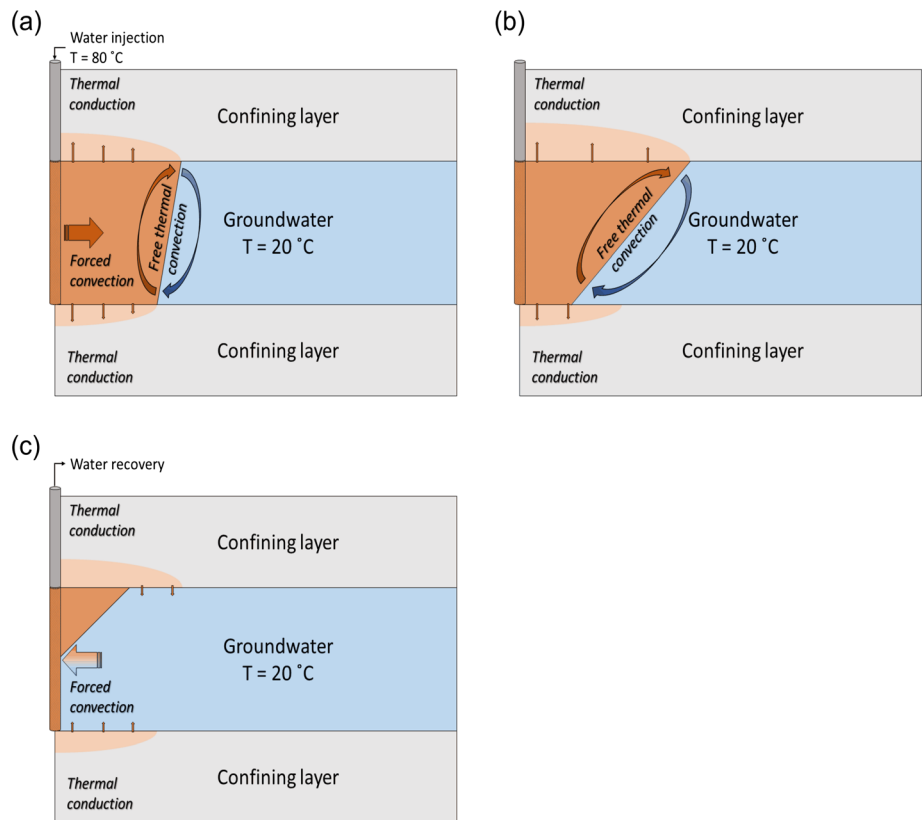 (a)
Water injection
T = 80 ˚C
Thermal
conduction
Confining layer
Free thermal
convection
Groundwater
T = 20 ˚C
Forced
convection
Thermal
conduction
Confining layer
(b)
Thermal
conduction
Confining layer
Free thermal
convection
Groundwater
T = 20 ˚C
Thermal
conduction
Confining layer
(c)
Water recovery
Thermal
conduction
Confining layer
Groundwater
T = 20 ˚C
Forced
convection
Confining layer
Thermal
conduction